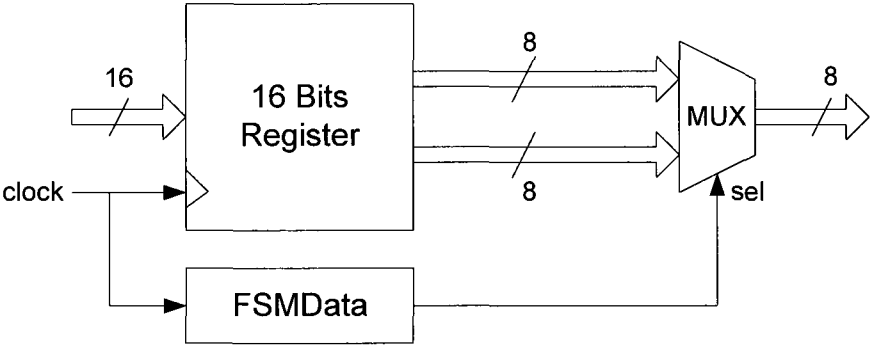 16
16 Bits
Register
8
8
MUX
8
clock
sel
FSMData